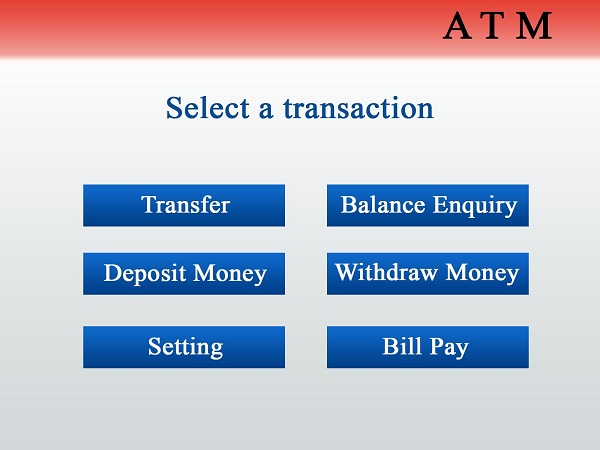 A T M
Select a transaction
Transfer
Balance Enquiry
Deposit Money
Withdraw Money
Setting
Bill Pay